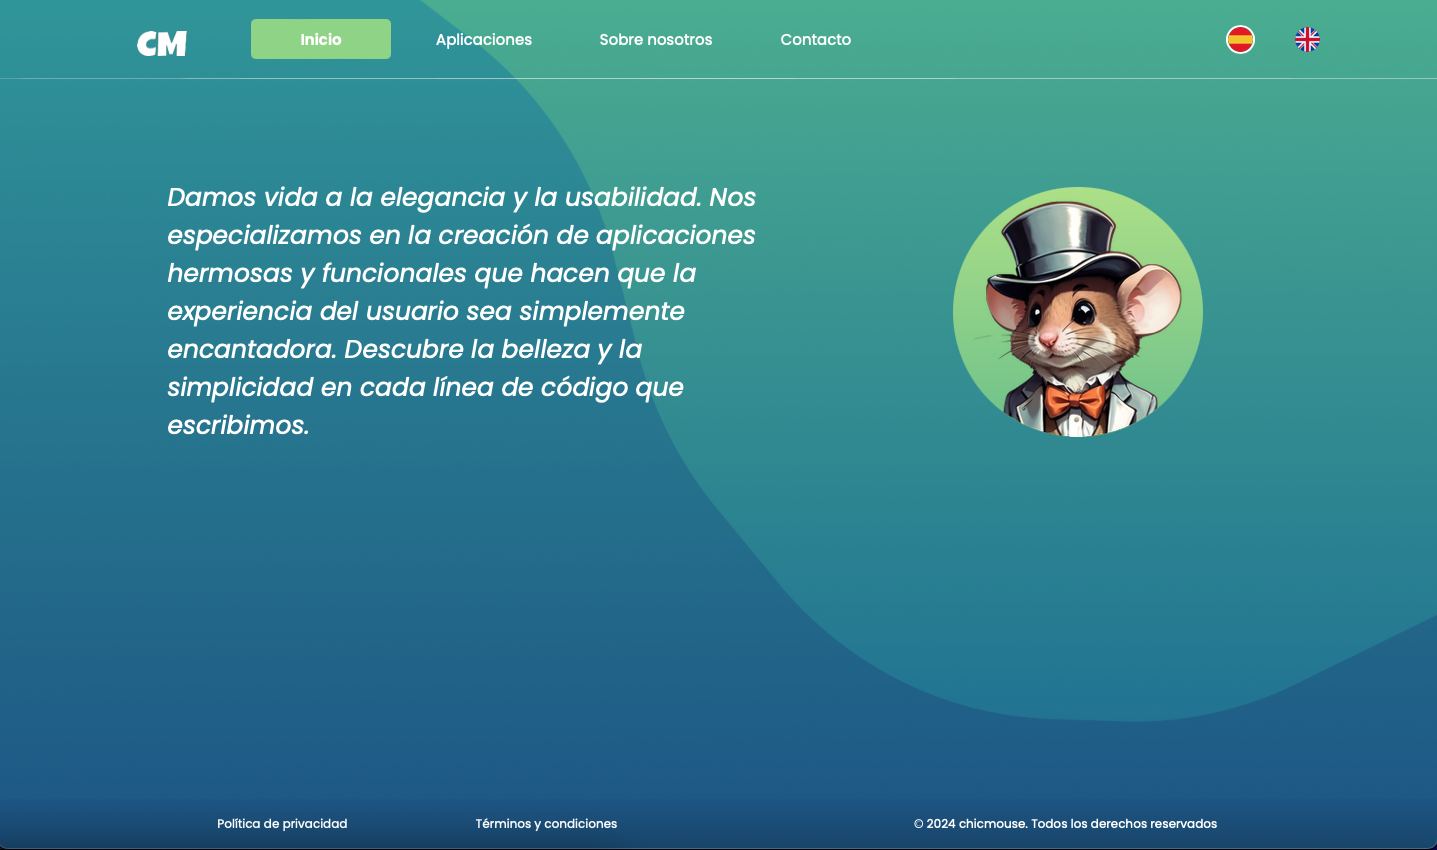 CM
Inicio
Aplicaciones
Sobre nosotros
Contacto
Damos vida a la elegancia y la usabilidad. Nos
especializamos en la creación de aplicaciones
hermosas y funcionales que hacen que la
experiencia del usuario sea simplemente
encantadora. Descubre la belleza y la
simplicidad en cada línea de código que
escribimos.
Política de privacidad
Términos y condiciones
© 2024 chicmouse. Todos los derechos reservados